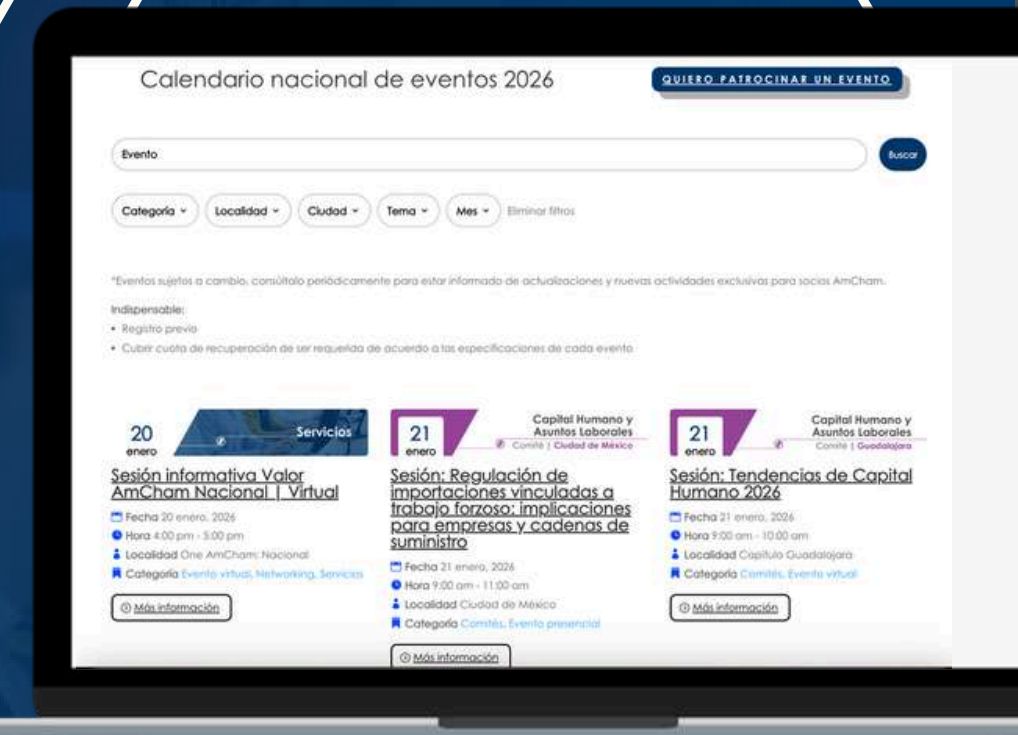 Calendario nacional de eventos 2026
QUIERO PATROCINAR UN EVENTO
Evento
Buscar
Categoría
Localidad
Ciudad
Tema
Mes
Eliminar filtros
*Eventos sujetos a cambio, consúltalo periódicamente para estar informado de actualizaciones y nuevas actividades exclusivas para socios AmCham.
Indispensable:
• Registro previo
• Cubrir cuota de recuperación de ser requerida de acuerdo a las especificaciones de cada evento
20
enero
Servicios
Sesión informativa Valor
AmCham Nacional | Virtual
Fecha 20 enero, 2026
Hora 4:00 pm - 5:00 pm
Localidad One AmCham: Nacional
Categoría Evento virtual, Networking, Servicios
Más información
21
enero
Capital Humano y
Asuntos Laborales
Comité | Ciudad de México
Sesión: Regulación de
importaciones vinculadas a
trabajo forzoso: implicaciones
para empresas y cadenas de
suministro
Fecha 21 enero, 2026
Hora 9:00 am - 11:00 am
Localidad Ciudad de México
Categoría Comités, Evento presencial
Más información
21
enero
Capital Humano y
Asuntos Laborales
Comité | Guadalajara
Sesión: Tendencias de Capital
Humano 2026
Fecha 21 enero, 2026
Hora 9:00 am - 10:00 am
Localidad Capítulo Guadalajara
Categoría Comités, Evento virtual
Más información